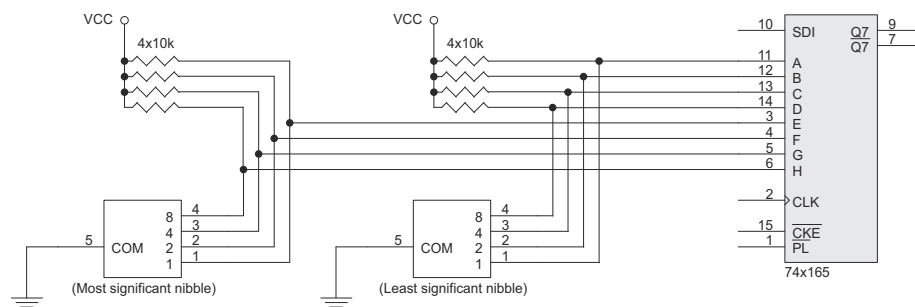 VCC
4x10k
VCC
4x10k
10 SDI Q7 9
Q7 7
11 A
12 B
13 C
14 D
3 E
4 F
5 G
6 H
2 CLK
15 CKE
1 PL
74x165
5 COM
8 4
4 3
2 2
1 1
(Most significant nibble)
5 COM
8 4
4 3
2 2
1 1
(Least significant nibble)